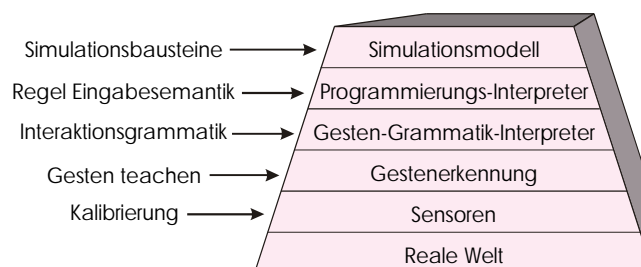 Simulationsbausteine
Simulationsmodell
Regel Eingabesemantik
Programmierungs-Interpreter
Interaktionsgrammatik
Gesten-Grammatik-Interpreter
Gesten teachen
Gestenerkennung
Kalibrierung
Sensoren
Reale Welt